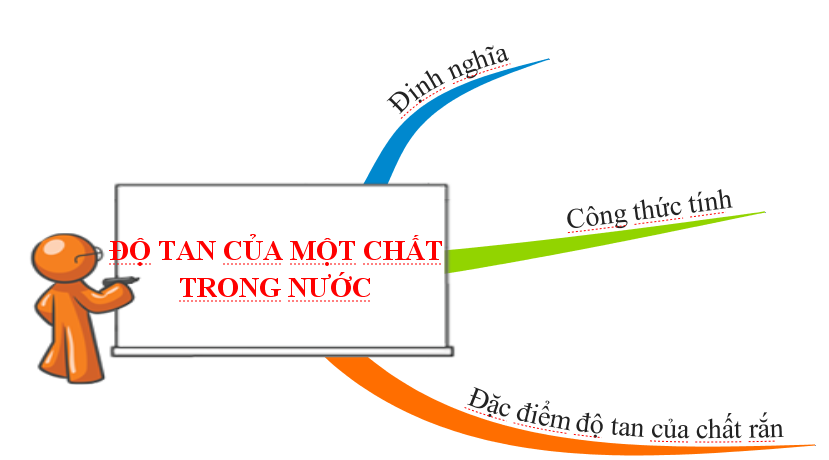 Định nghĩa
Công thức tính
ĐỘ TAN CỦA MỘT CHẤT
TRONG NƯỚC
Đặc điểm độ tan của chất rắn